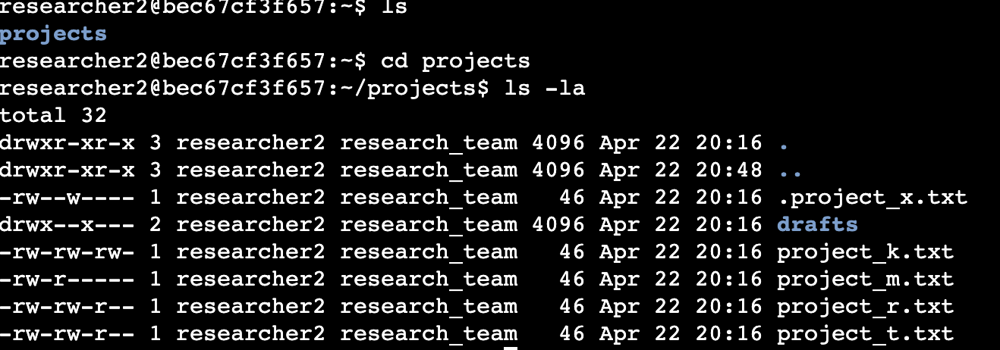 researcher2@bec67cf3f657:~$ ls
projects
researcher2@bec67cf3f657:~$ cd projects
researcher2@bec67cf3f657:~/projects$ ls -la
total 32
drwxr-xr-x 3 researcher2 research_team 4096 Apr 22 20:16 .
drwxr-xr-x 3 researcher2 research_team 4096 Apr 22 20:48 ..
-rw--w---- 1 researcher2 research_team   46 Apr 22 20:16 .project_x.txt
drwx--x--- 2 researcher2 research_team 4096 Apr 22 20:16 drafts
-rw-rw-rw- 1 researcher2 research_team   46 Apr 22 20:16 project_k.txt
-rw-r----- 1 researcher2 research_team   46 Apr 22 20:16 project_m.txt
-rw-rw-r-- 1 researcher2 research_team   46 Apr 22 20:16 project_r.txt
-rw-rw-r-- 1 researcher2 research_team   46 Apr 22 20:16 project_t.txt